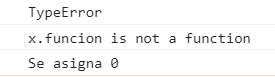 TypeError
x.funcion is not a function
Se asigna 0